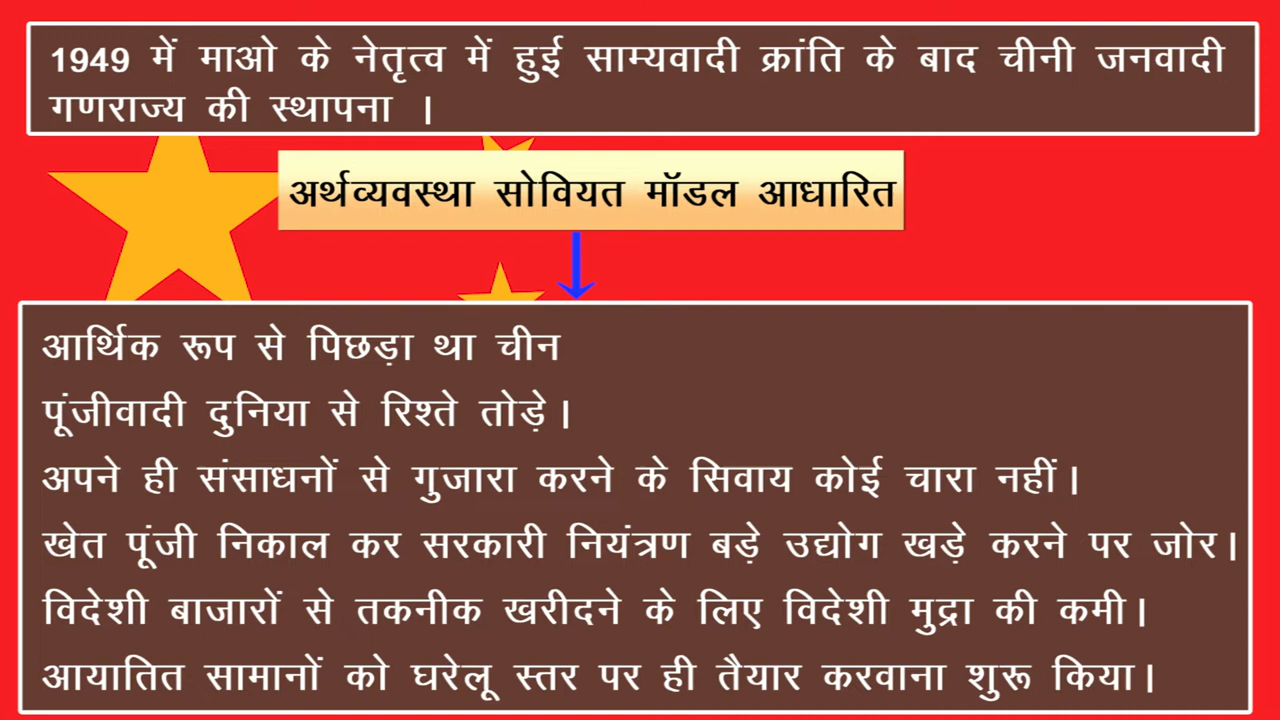 1949 में माओ के नेतृत्व में हुई साम्यवादी क्रांति के बाद चीनी जनवादी
गणराज्य की स्थापना ।
अर्थव्यवस्था सोवियत मॉडल आधारित
आर्थिक रूप से पिछड़ा था चीन
पूंजीवादी दुनिया से रिश्ते तोड़े।
अपने ही संसाधनों से गुजारा करने के सिवाय कोई चारा नहीं।
खेत पूंजी निकाल कर सरकारी नियंत्रण बड़े उद्योग खड़े करने पर जोर।
विदेशी बाजारों से तकनीक खरीदने के लिए विदेशी मुद्रा की कमी।
आयातित सामानों को घरेलू स्तर पर ही तैयार करवाना शुरू किया।